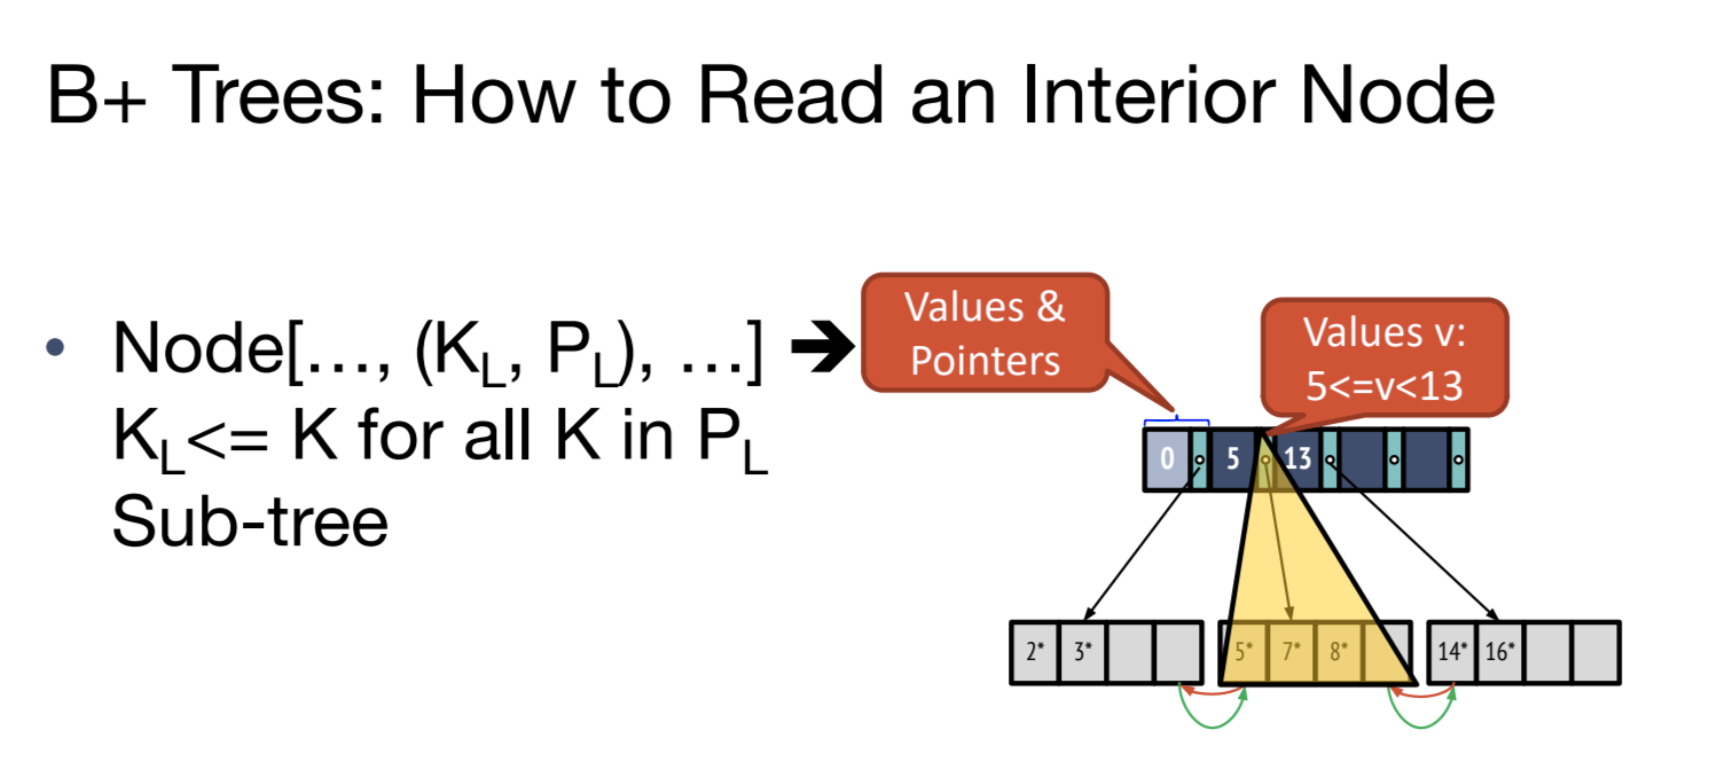 B+ Trees: How to Read an Interior Node
• Node[..., (K_L, P_L), ...] ➔
K_L<= K for all K in P_L
Sub-tree
Values &
Pointers
Values v:
5<=v<13
0 5 13
2* 3* 5* 7* 8* 14* 16*